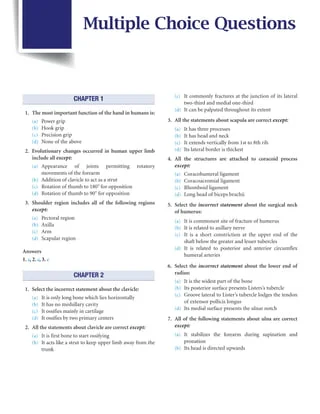 Multiple Choice Questions
CHAPTER 1
1. The most important function of the hand in humans is:
(a) Power grip
(b) Hook grip
(c) Precision grip
(d) None of the above
2. Evolutionary changes occurred in human upper limb
include all except:
(a) Appearance of joints permitting rotatory
movements of the forearm
(b) Addition of clavicle to act as a strut
(c) Rotation of thumb to 180° for opposition
(d) Rotation of thumb to 90° for opposition
3. Shoulder region includes all of the following regions
except:
(a) Pectoral region
(b) Axilla
(c) Arm
(d) Scapular region
Answers
1. c, 2. c, 3. c
CHAPTER 2
1. Select the incorrect statement about the clavicle:
(a) It is only long bone which lies horizontally
(b) It has no medullary cavity
(c) It ossifies mainly in cartilage
(d) It ossifies by two primary centers
2. All the statements about clavicle are correct except:
(a) It is first bone to start ossifying
(b) It acts like a strut to keep upper limb away from the
trunk
(c) It commonly fractures at the junction of its lateral
two-third and medial one-third
(d) It can be palpated throughout its extent
3. All the statements about scapula are correct except:
(a) It has three processes
(b) It has head and neck
(c) It extends vertically from 1st to 8th rib
(d) Its lateral border is thickest
4. All the structures are attached to coracoid process
except:
(a) Coracohumeral ligament
(b) Coracoacromial ligament
(c) Rhomboid ligament
(d) Long head of biceps brachii
5. Select the incorrect statement about the surgical neck
of humerus:
(a) It is commonest site of fracture of humerus
(b) It is related to axillary nerve
(c) It is a short constriction at the upper end of the
shaft below the greater and lesser tubercles
(d) It is related to posterior and anterior circumflex
humeral arteries
6. Select the incorrect statement about the lower end of
radius:
(a) It is the widest part of the bone
(b) Its posterior surface presents Listers's tubercle
(c) Groove lateral to Lister's tubercle lodges the tendon
of extensor pollicis longus
(d) Its medial surface presents the ulnar notch
7. All of the following statements about ulna are correct
except:
(a) It stabilizes the forearm during supination and
pronation
(b) Its head is directed upwards